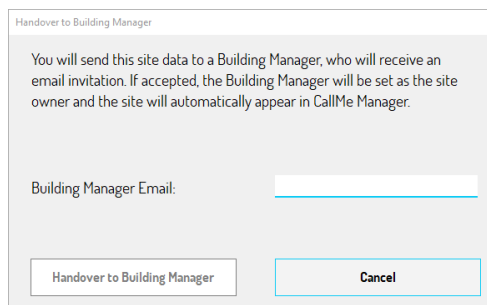 Handover to Building Manager
You will send this site data to a Building Manager, who will receive an
email invitation. If accepted, the Building Manager will be set as the site
owner and the site will automatically appear in CallMe Manager.
Building Manager Email:
Handover to Building Manager
Cancel